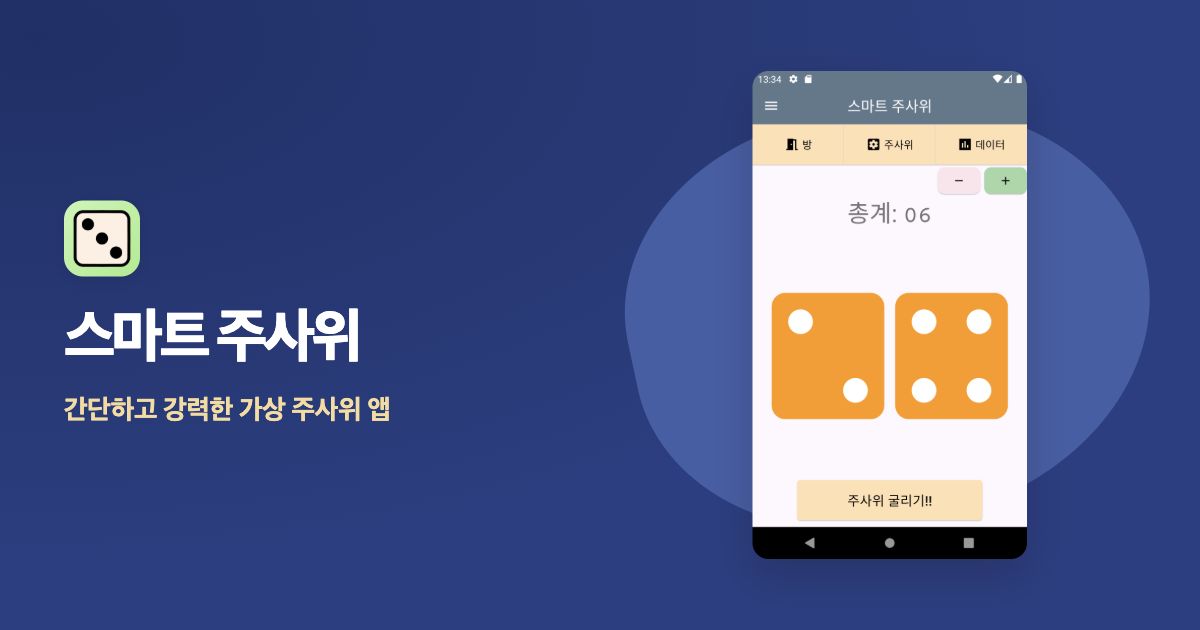 스마트 주사위
간단하고 강력한 가상 주사위 앱
13:34
스마트 주사위
방 주사위 데이터
− +
총계: 06
주사위 굴리기!!